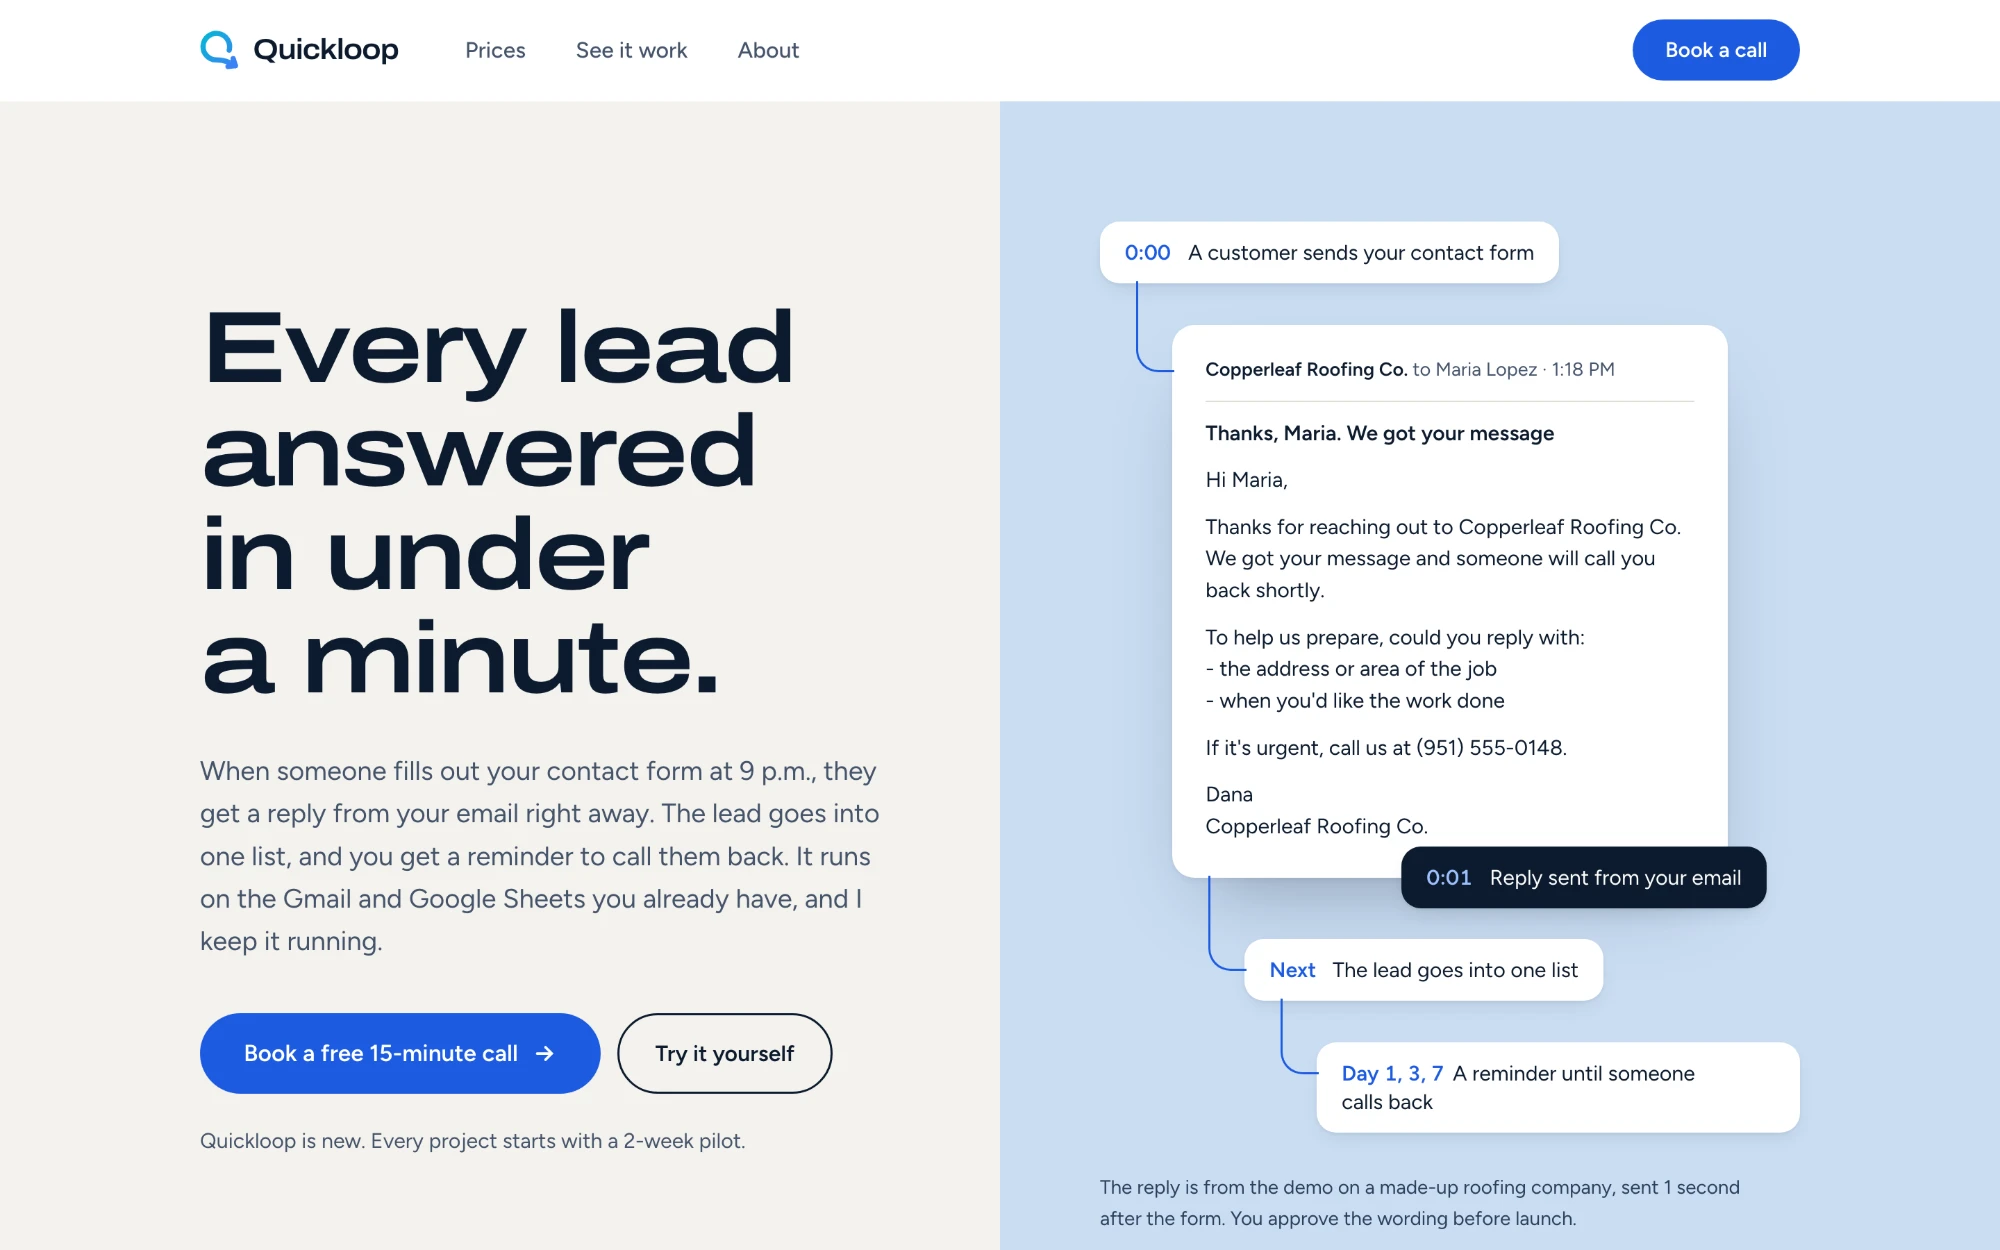 Quickloop
Prices
See it work
About
Book a call
Every lead
answered
in under
a minute.
When someone fills out your contact form at 9 p.m., they
get a reply from your email right away. The lead goes into
one list, and you get a reminder to call them back. It runs
on the Gmail and Google Sheets you already have, and I
keep it running.
Book a free 15-minute call →
Try it yourself
Quickloop is new. Every project starts with a 2-week pilot.
0:00 A customer sends your contact form
Copperleaf Roofing Co. to Maria Lopez · 1:18 PM
Thanks, Maria. We got your message
Hi Maria,
Thanks for reaching out to Copperleaf Roofing Co.
We got your message and someone will call you
back shortly.
To help us prepare, could you reply with:
- the address or area of the job
- when you'd like the work done
If it's urgent, call us at (951) 555-0148.
Dana
Copperleaf Roofing Co.
0:01 Reply sent from your email
Next The lead goes into one list
Day 1, 3, 7 A reminder until someone
calls back
The reply is from the demo on a made-up roofing company, sent 1 second
after the form. You approve the wording before launch.